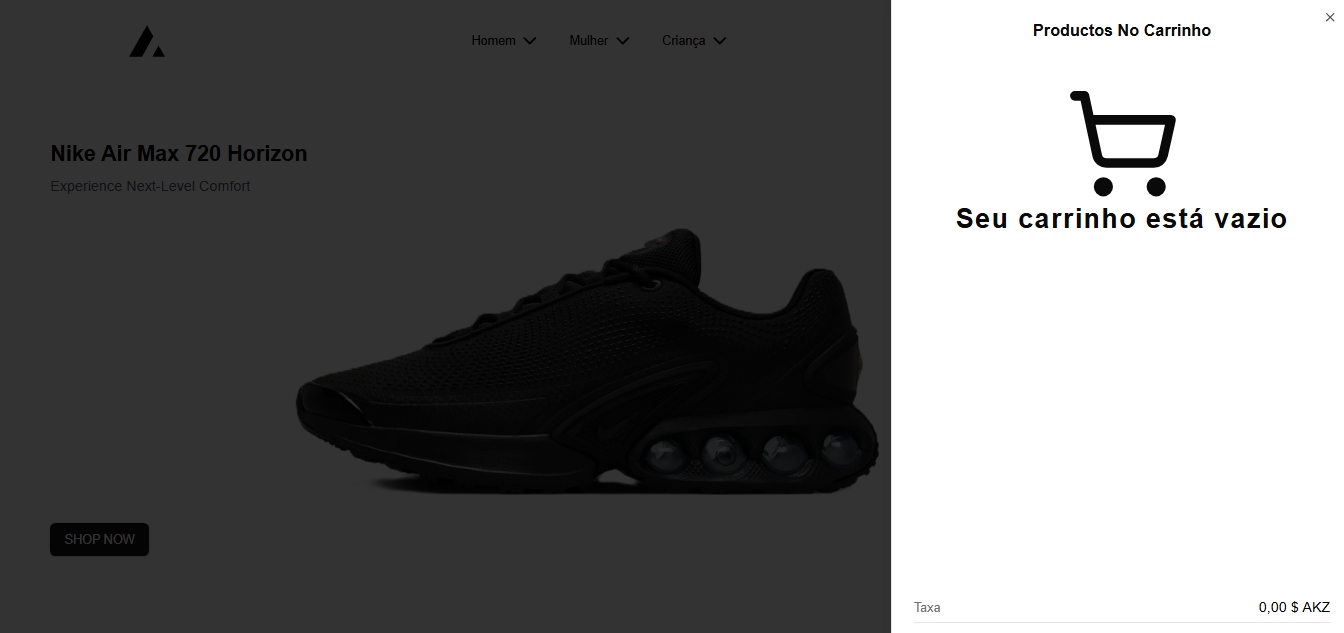 Homem Mulher Criança
Productos No Carrinho
Nike Air Max 720 Horizon
Experience Next-Level Comfort
Seu carrinho está vazio
SHOP NOW
Taxa 0,00 $ AKZ